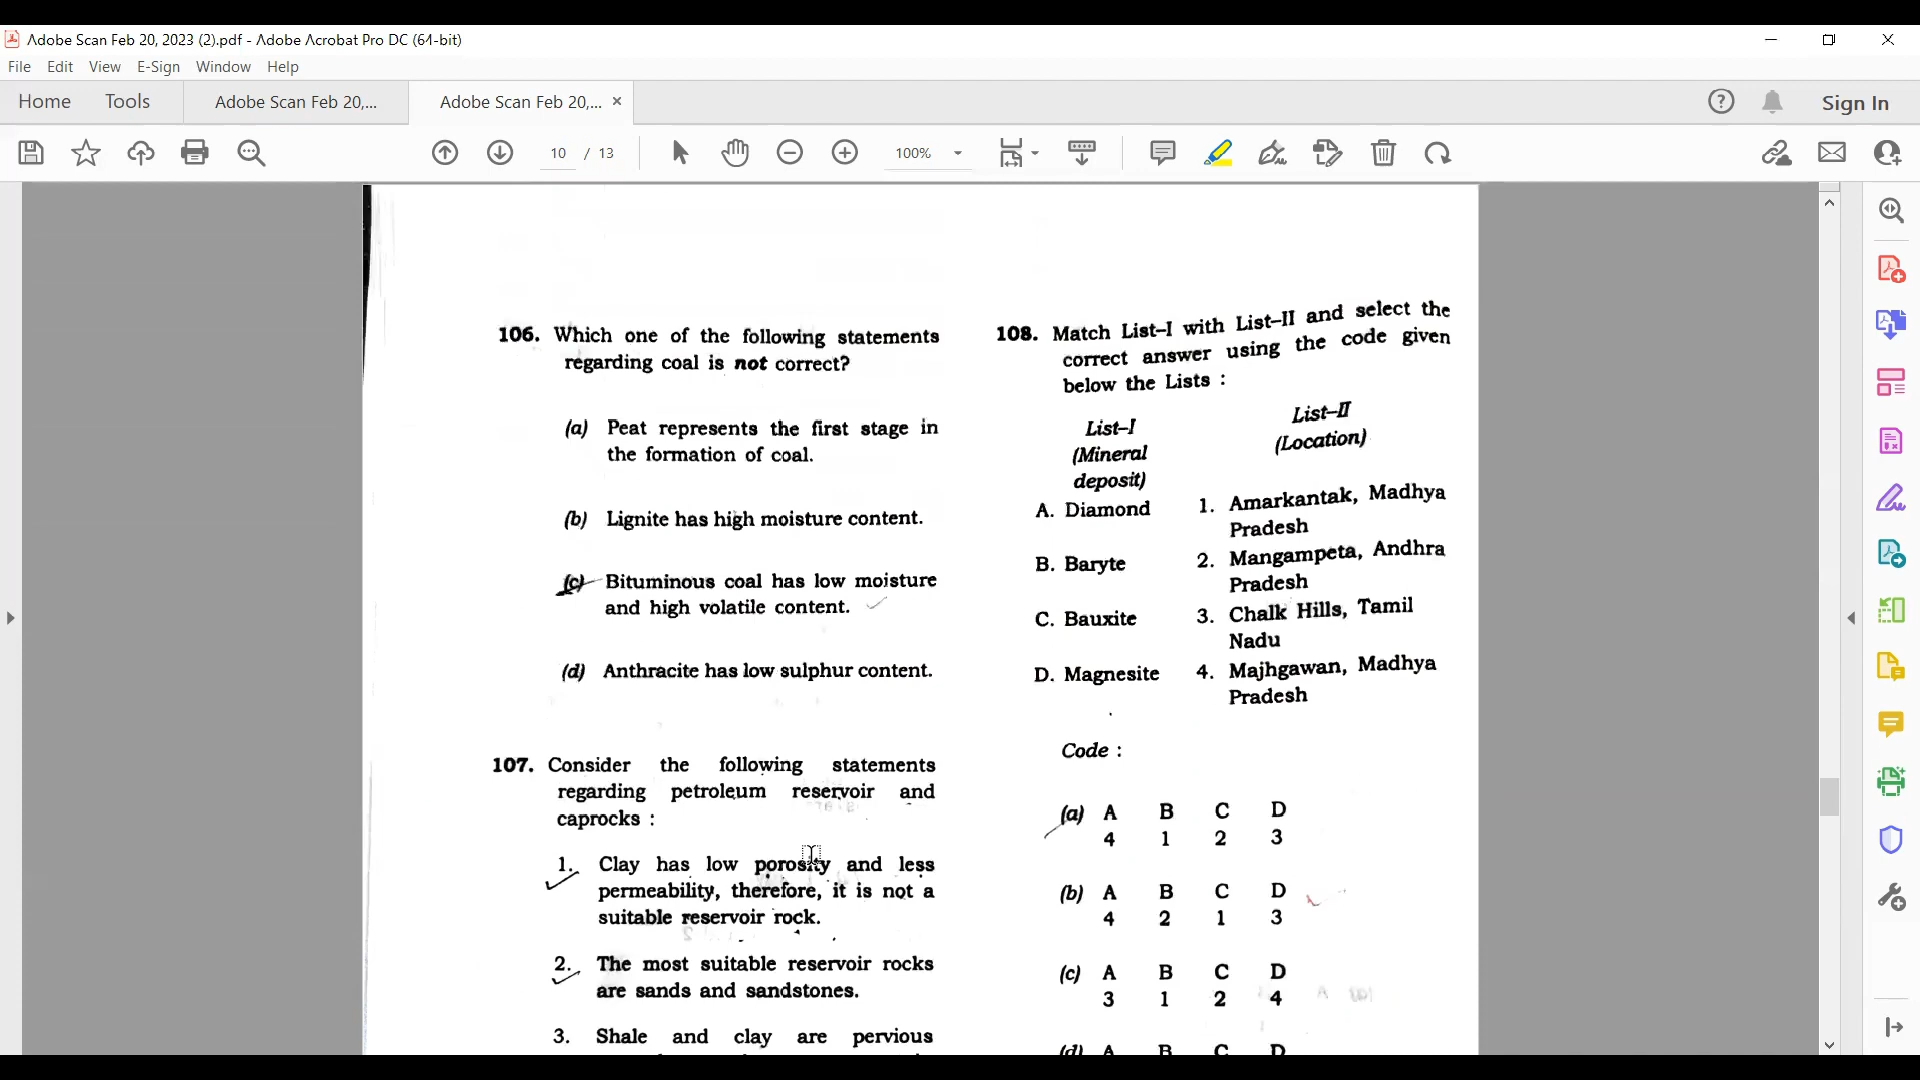 Adobe Scan Feb 20, 2023 (2).pdf - Adobe Acrobat Pro DC (64-bit)
File Edit View E-Sign Window Help
Home Tools Adobe Scan Feb 20,... Adobe Scan Feb 20,... × Sign In
10 / 13 100%
106. Which one of the following statements
regarding coal is not correct?
(a) Peat represents the first stage in
the formation of coal.
(b) Lignite has high moisture content.
(c) Bituminous coal has low moisture
and high volatile content.
(d) Anthracite has low sulphur content.
107. Consider the following statements
regarding petroleum reservoir and
caprocks :
1. Clay has low porosity and less
permeability, therefore, it is not a
suitable reservoir rock.
2. The most suitable reservoir rocks
are sands and sandstones.
3. Shale and clay are pervious
108. Match List–I with List–II and select the
correct answer using the code given
below the Lists :
List–I
(Mineral
deposit)
List–II
(Location)
A. Diamond 1. Amarkantak, Madhya
Pradesh
B. Baryte 2. Mangampeta, Andhra
Pradesh
C. Bauxite 3. Chalk Hills, Tamil
Nadu
D. Magnesite 4. Majhgawan, Madhya
Pradesh
Code :
(a) A B C D
4 1 2 3
(b) A B C D
4 2 1 3
(c) A B C D
3 1 2 4
(d) A B C D